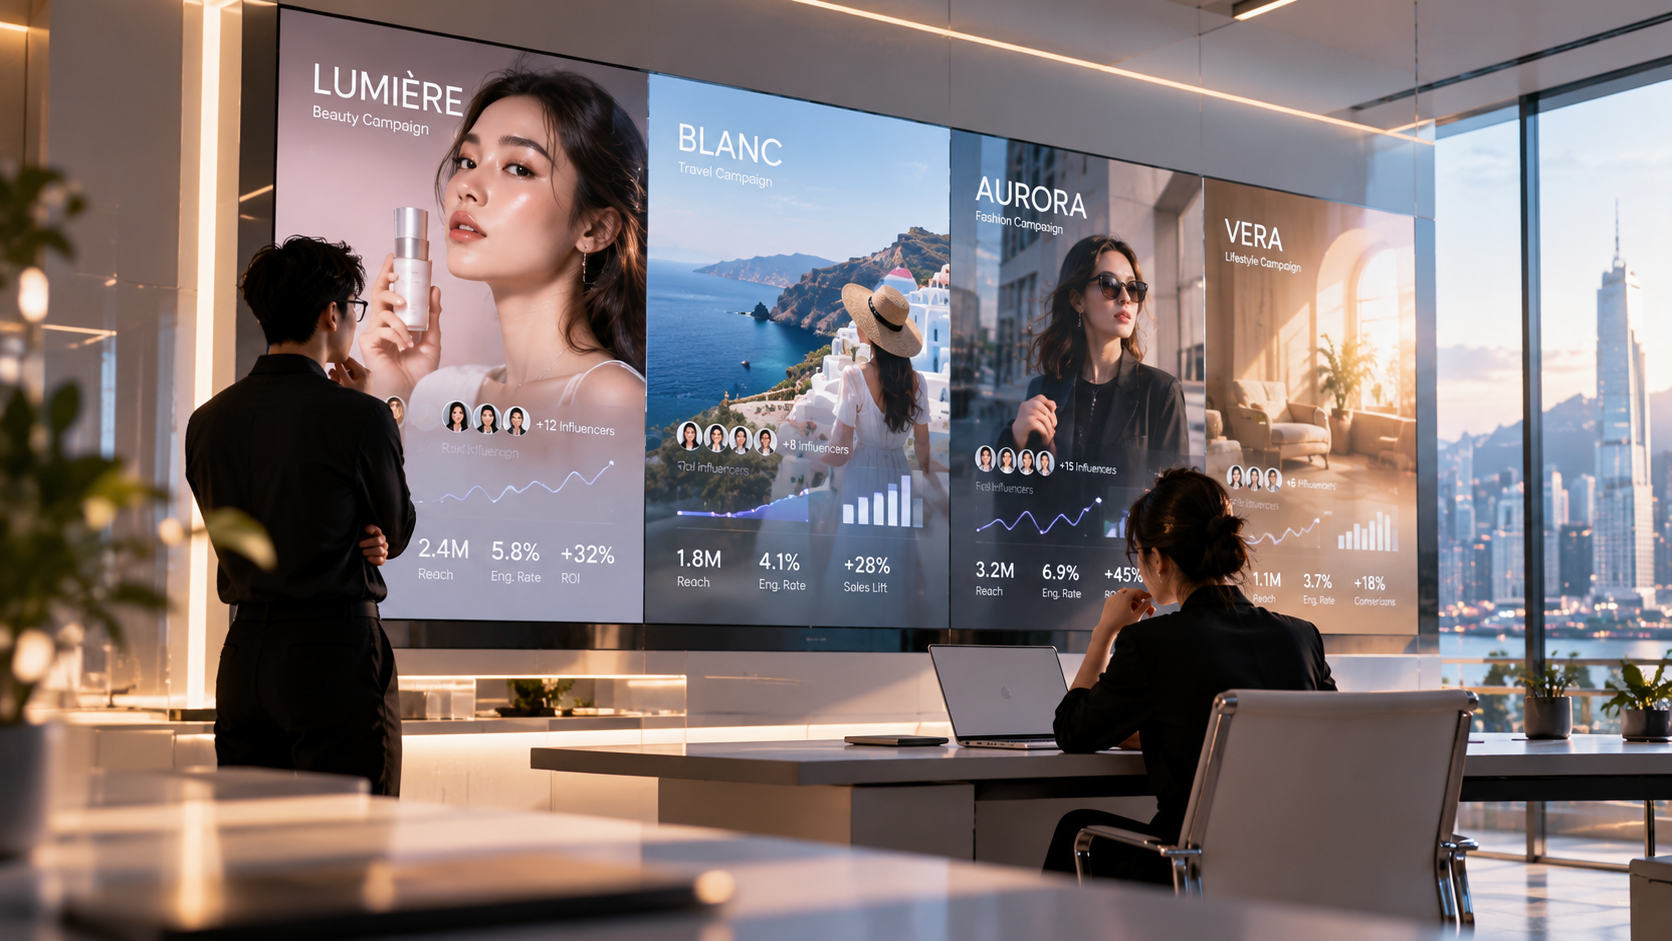 LUMIÈRE
Beauty Campaign
+12 Influencers
2.4M
Reach
5.8%
Eng. Rate
+32%
ROI
BLANC
Travel Campaign
+8 Influencers
Influencers
1.8M
Reach
4.1%
Eng. Rate
+28%
Sales Lift
AURORA
Fashion Campaign
+15 Influencers
3.2M
Reach
6.9%
Eng. Rate
+45%
VERA
Lifestyle Campaign
1.1M
Reach
3.7%
Eng. Rate
+18%